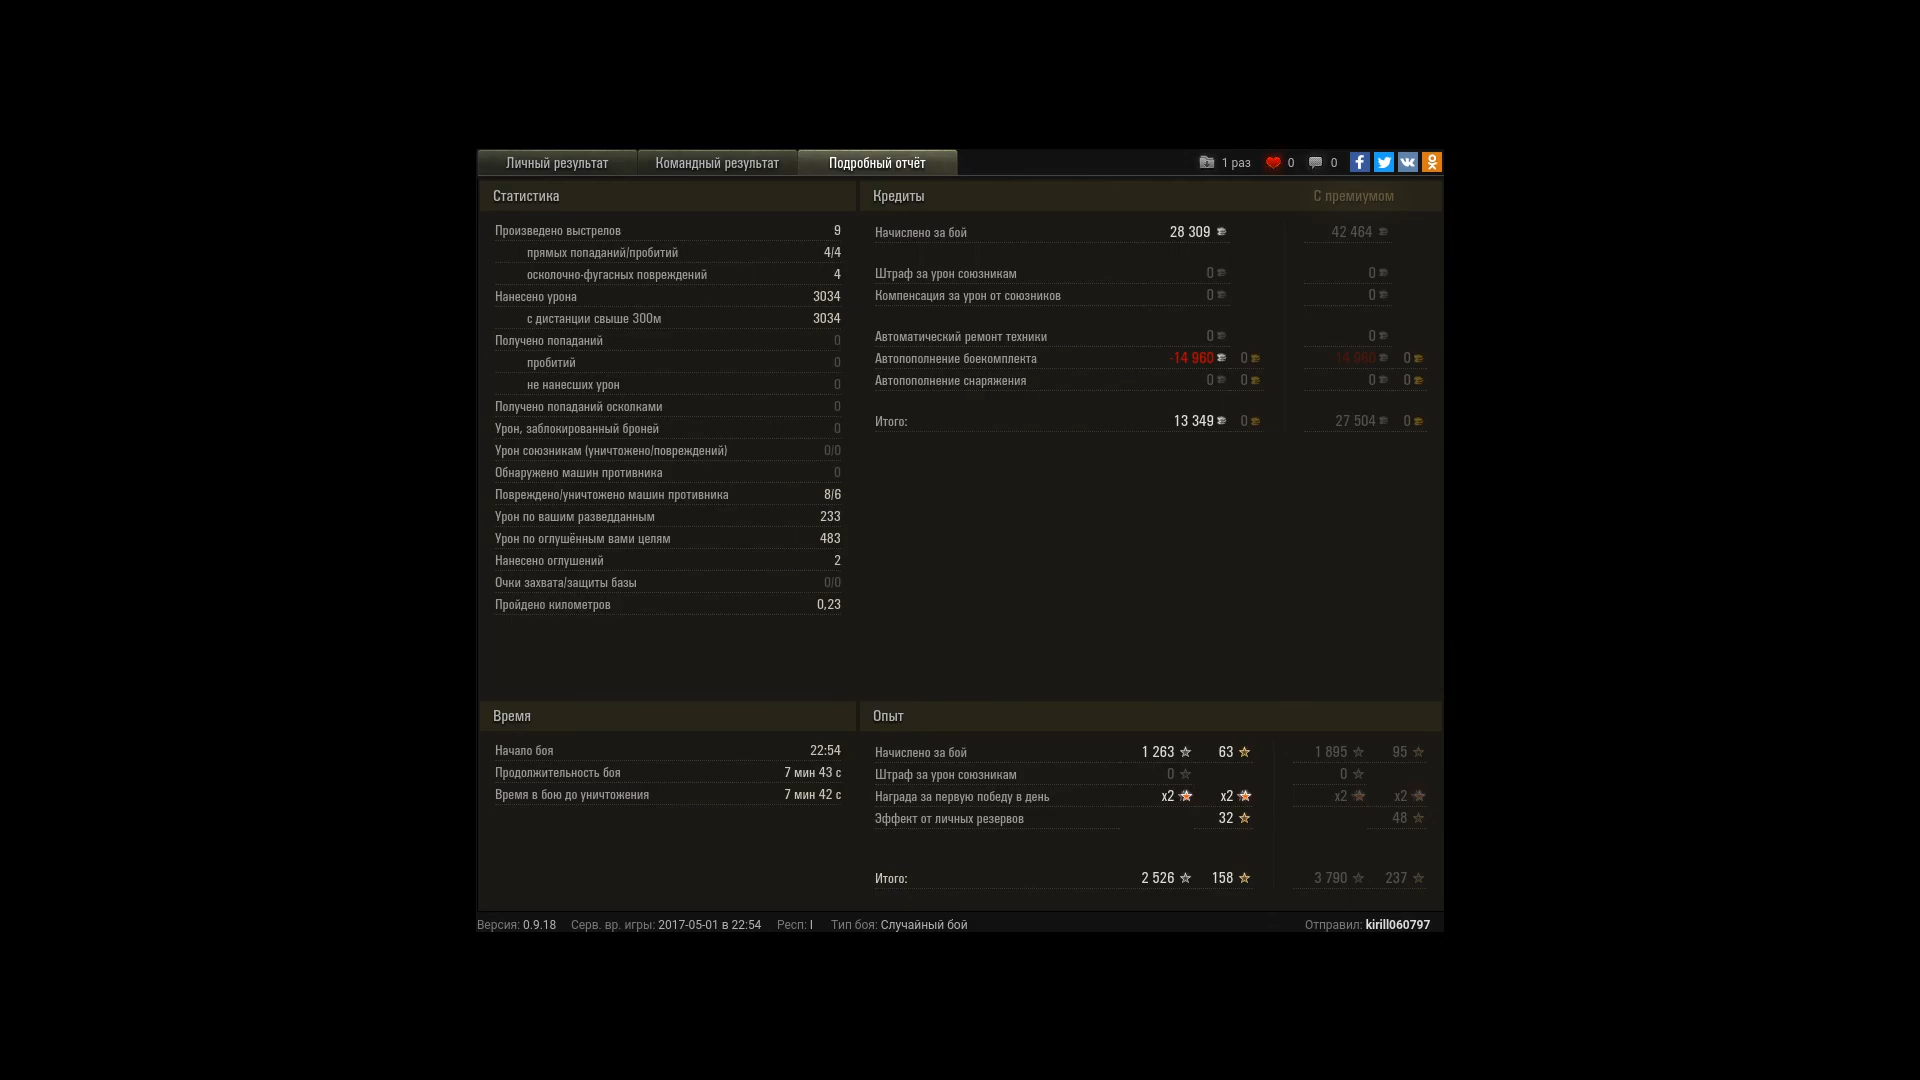 Личный результат Командный результат Подробный отчёт 1 раз 0 0
Статистика
Произведено выстрелов 9
прямых попаданий/пробитий 4/4
осколочно-фугасных повреждений 4
Нанесено урона 3034
с дистанции свыше 300м 3034
Получено попаданий 0
пробитий 0
не нанесших урон 0
Получено попаданий осколками 0
Урон, заблокированный броней 0
Урон союзникам (уничтожено/повреждений) 0/0
Обнаружено машин противника 0
Повреждено/уничтожено машин противника 8/6
Урон по вашим разведданным 233
Урон по оглушённым вами целям 483
Нанесено оглушений 2
Очки захвата/защиты базы 0/0
Пройдено километров 0,23
Кредиты С премиумом
Начислено за бой 28 309 42 464
Штраф за урон союзникам 0 0
Компенсация за урон от союзников 0 0
Автоматический ремонт техники 0 0
Автопополнение боекомплекта -14 960 0 -14 960 0
Автопополнение снаряжения 0 0 0 0
Итого: 13 349 0 27 504 0
Время
Начало боя 22:54
Продолжительность боя 7 мин 43 с
Время в бою до уничтожения 7 мин 42 с
Опыт
Начислено за бой 1 263 63 1 895 95
Штраф за урон союзникам 0 0
Награда за первую победу в день x2 x2 x2 x2
Эффект от личных резервов 32 48
Итого: 2 526 158 3 790 237
Версия: 0.9.18 Серв. вр. игры: 2017-05-01 в 22:54 Респ: I Тип боя: Случайный бой Отправил: kirill060797